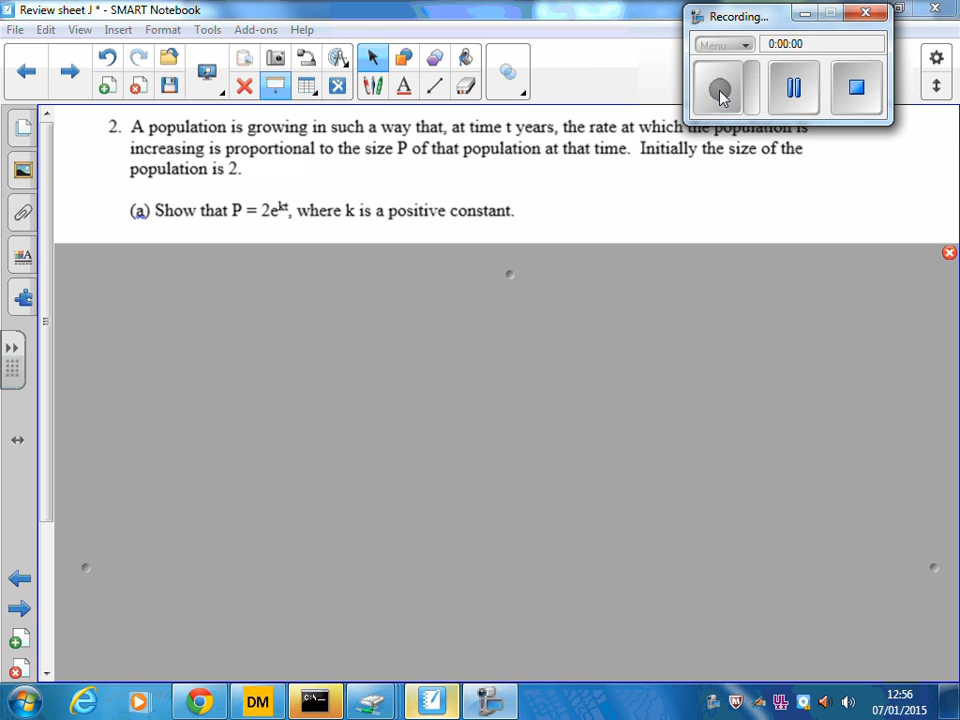 Review sheet J * - SMART Notebook
File Edit View Insert Format Tools Add-ons Help
Recording...
Menu 0:00:00
2. A population is growing in such a way that, at time t years, the rate at which the population is
increasing is proportional to the size P of that population at that time. Initially the size of the
population is 2.
(a) Show that P = 2e^kt, where k is a positive constant.
DM
C:\
12:56
07/01/2015